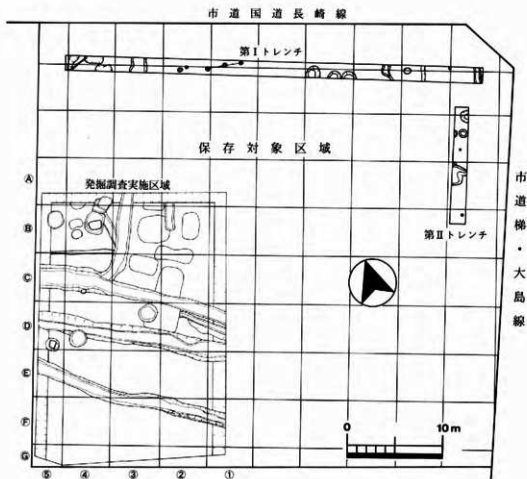 市道国道長崎線
第Ⅰトレンチ
保存対象区域
発掘調査実施区域
第Ⅱトレンチ
市道梯・大島線
Ⓐ
Ⓑ
Ⓒ
Ⓓ
Ⓔ
Ⓕ
Ⓖ
0 10m
⑤ ④ ③ ② ①